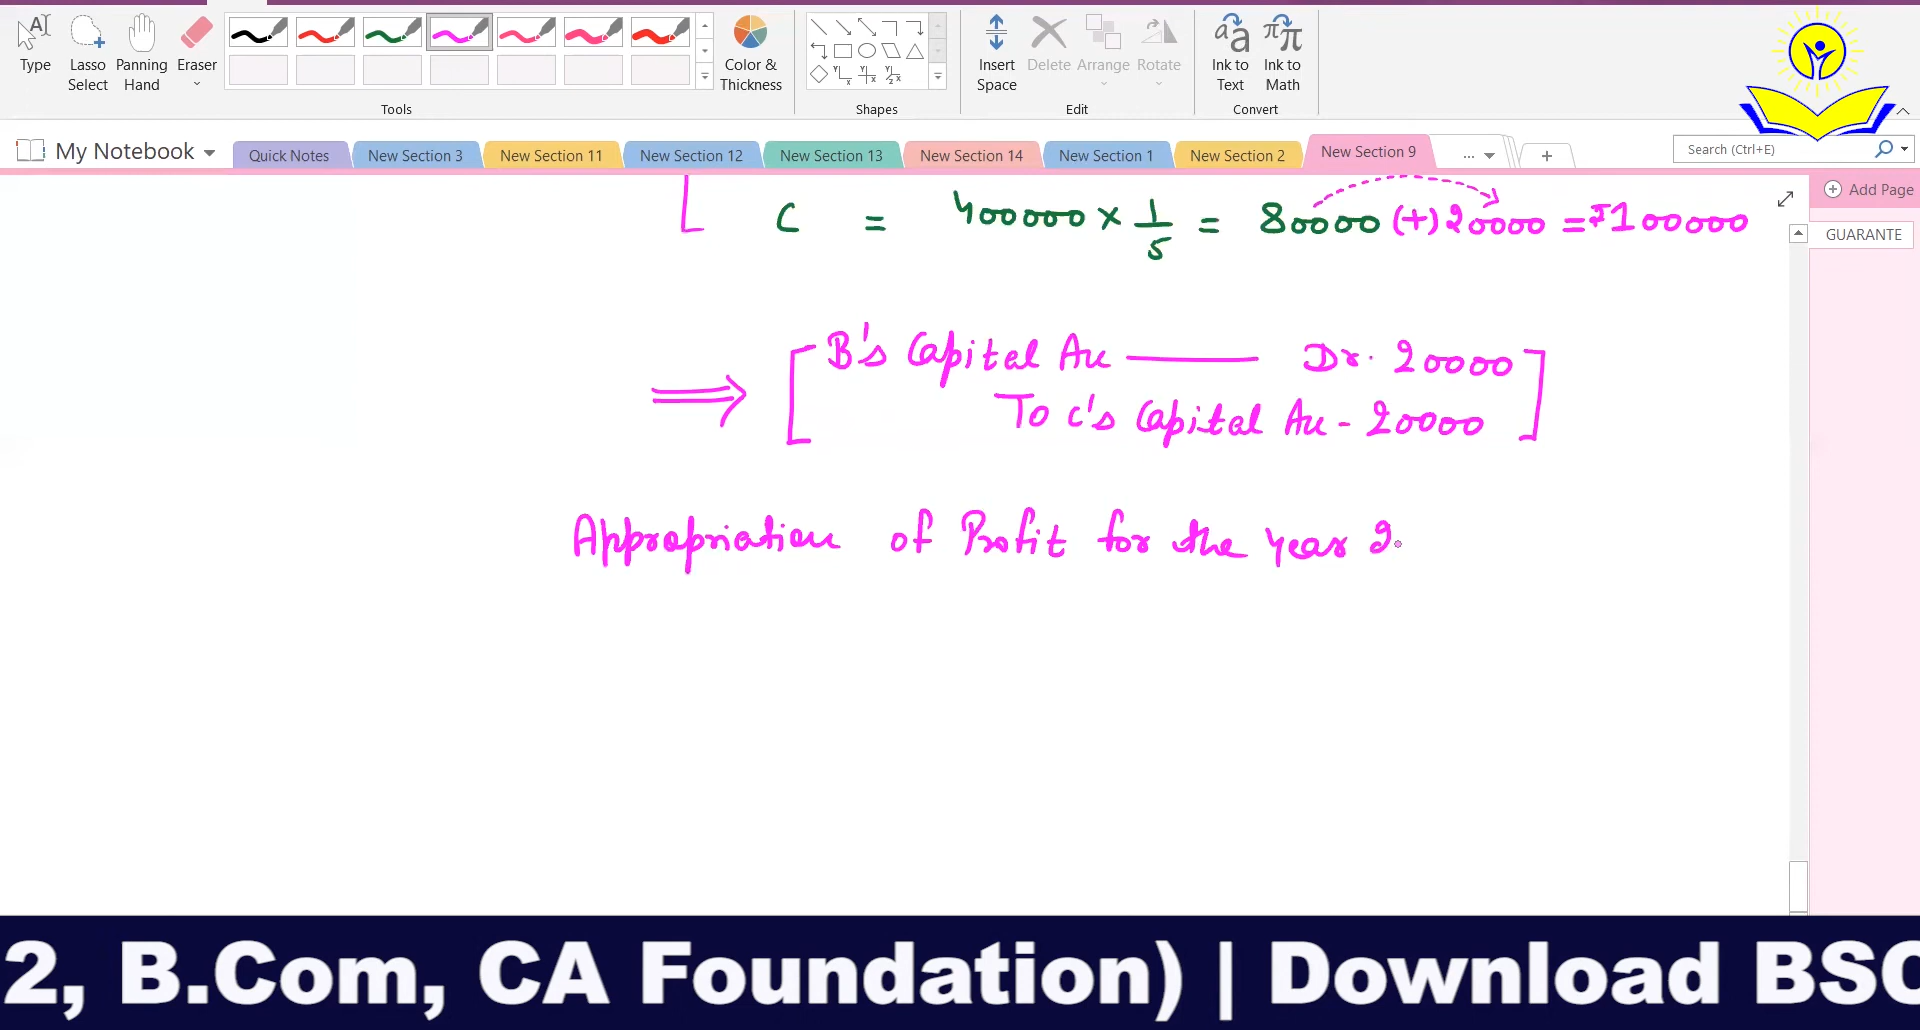 Type
Lasso Select
Panning Hand
Eraser
Color & Thickness
Insert Space
Delete
Arrange
Rotate
Ink to Text
Ink to Math
Tools
Shapes
Edit
Convert
My Notebook
Quick Notes
New Section 3
New Section 11
New Section 12
New Section 13
New Section 14
New Section 1
New Section 2
New Section 9
...
Search (Ctrl+E)
Add Page
GUARANTE
C = 400000 × 1/5 = 80000 (+) 20000 = ₹100000
B's Capital A/c ——— Dr. 20000
To C's Capital A/c - 20000
Appropriation of Profit for the year 2
2, B.Com, CA Foundation) | Download BSC